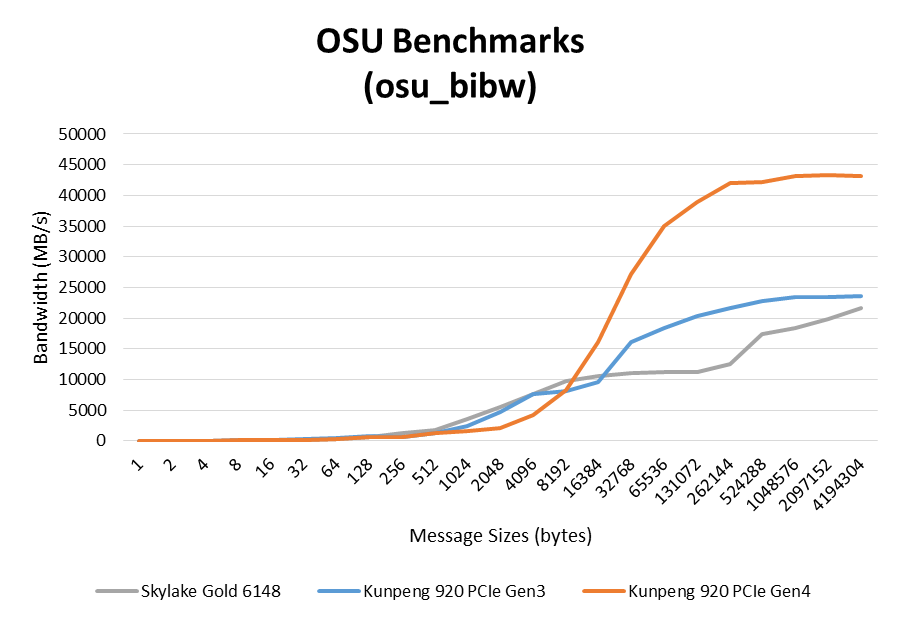 OSU Benchmarks
(osu_bibw)
50000
45000
40000
35000
30000
25000
20000
15000
10000
5000
0
Bandwidth (MB/s)
1 2 4 8 16 32 64 128 256 512 1024 2048 4096 8192 16384 32768 65536 131072 262144 524288 1048576 2097152 4194304
Message Sizes (bytes)
Skylake Gold 6148 Kunpeng 920 PCIe Gen3 Kunpeng 920 PCIe Gen4